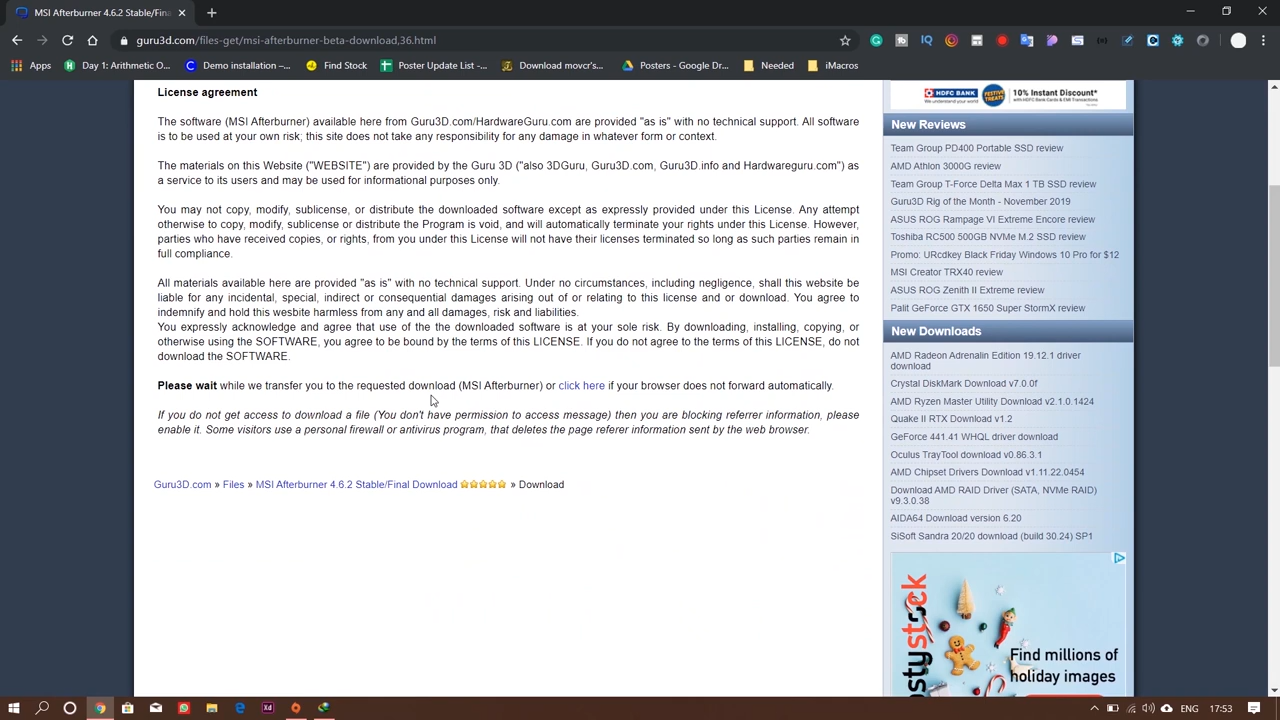 MSI Afterburner 4.6.2 Stable/Fina
guru3d.com/files-get/msi-afterburner-beta-download,36.html
Apps
Day 1: Arithmetic O...
Demo installation –...
Find Stock
Poster Update List -...
Download movcr's...
Posters - Google Dr...
Needed
iMacros
License agreement
The software (MSI Afterburner) available here from Guru3D.com/HardwareGuru.com are provided "as is" with no technical support. All software
is to be used at your own risk; this site does not take any responsibility for any damage in whatever form or context.
The materials on this Website ("WEBSITE") are provided by the Guru 3D ("also 3DGuru, Guru3D.com, Guru3D.info and Hardwareguru.com") as
a service to its users and may be used for informational purposes only.
You may not copy, modify, sublicense, or distribute the downloaded software except as expressly provided under this License. Any attempt
otherwise to copy, modify, sublicense or distribute the Program is void, and will automatically terminate your rights under this License. However,
parties who have received copies, or rights, from you under this License will not have their licenses terminated so long as such parties remain in
full compliance.
All materials available here are provided "as is" with no technical support. Under no circumstances, including negligence, shall this website be
liable for any incidental, special, indirect or consequential damages arising out of or relating to this license and or download. You agree to
indemnify and hold this wesbite harmless for any and all damages, risk and liabilities.
You expressly acknowledge and agree that use of the the downloaded software is at your sole risk. By downloading, installing, copying, or
otherwise using the SOFTWARE, you agree to be bound by the terms of this LICENSE. If you do not agree to the terms of this LICENSE, do not
download the SOFTWARE.
Please wait while we transfer you to the requested download (MSI Afterburner) or click here if your browser does not forward automatically.
If you do not get access to download a file (You don't have permission to access message) then you are blocking referrer information, please
enable it. Some visitors use a personal firewall or antivirus program, that deletes the page referer information sent by the web browser.
Guru3D.com » Files » MSI Afterburner 4.6.2 Stable/Final Download » Download
HDFC BANK
We understand your world
FESTIVE TREATS
10% Instant Discount*
New Reviews
Team Group PD400 Portable SSD review
AMD Athlon 3000G review
Team Group T-Force Delta Max 1 TB SSD review
Guru3D Rig of the Month - November 2019
ASUS ROG Rampage VI Extreme Encore review
Toshiba RC500 500GB NVMe M.2 SSD review
Promo: URcdkey Black Friday Windows 10 Pro for $12
MSI Creator TRX40 review
ASUS ROG Zenith II Extreme review
Palit GeForce GTX 1650 Super StormX review
New Downloads
AMD Radeon Adrenalin Edition 19.12.1 driver
download
Crystal DiskMark Download v7.0.0f
AMD Ryzen Master Utility Download v2.1.0.1424
Quake II RTX Download v1.2
GeForce 441.41 WHQL driver download
Oculus TrayTool download v0.86.3.1
AMD Chipset Drivers Download v1.11.22.0454
Download AMD RAID Driver (SATA, NVMe RAID)
v9.3.0.38
AIDA64 Download version 6.20
SiSoft Sandra 20/20 download (build 30.24) SP1
ystock
Find millions of
holiday images
17:53